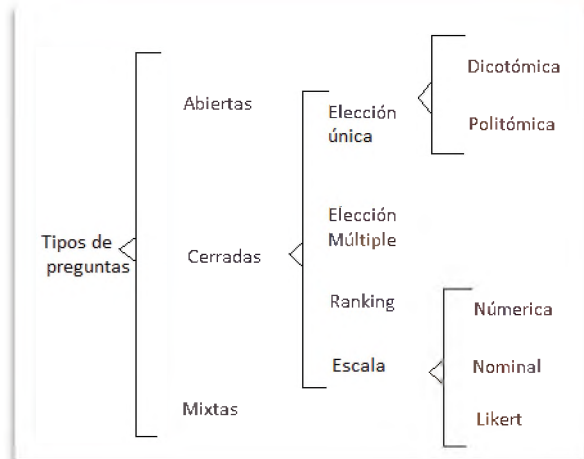 Tipos de
preguntas
Abiertas
Cerradas
Mixtas
Elección
única
Elección
Múltiple
Ranking
Escala
Dicotómica
Politómica
Númerica
Nominal
Likert